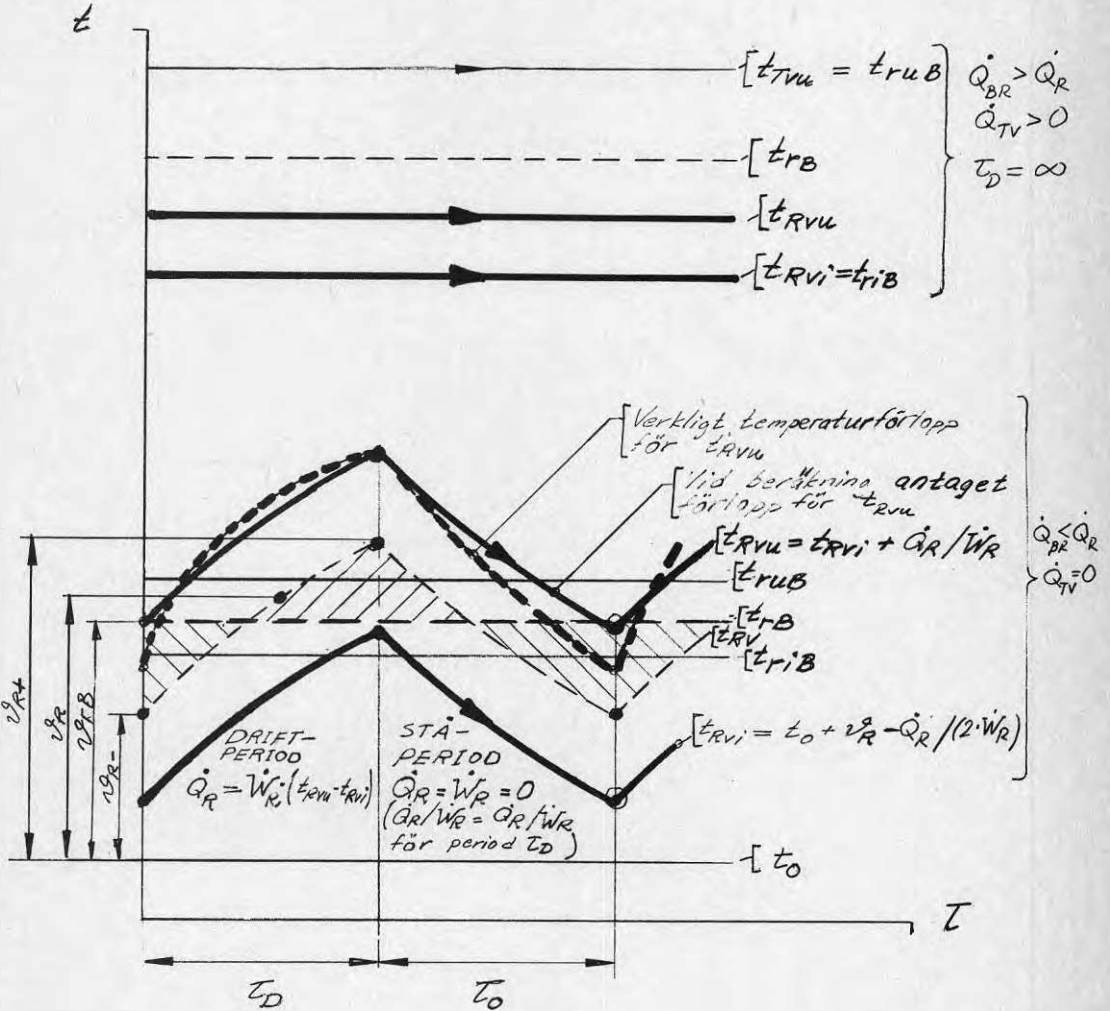 t
[t_Tvu = t_ruB
[t_rB
[t_Rvu
[t_Rvi = t_riB
Q̇_BR > Q̇_R
Q̇_TV > 0
τ_D = ∞
[Verkligt temperaturförlopp
för t_Rvu
[Vid beräkning antaget
förlopp för t_Rvu
[t_Rvu = t_Rvi + Q̇_R/Ẇ_R
[t_ruB
[t_rB
[t_Rv
[t_riB
Q̇_BR ≤ Q̇_R
Q̇_TV = 0
[t_Rvi = t_o + ϑ_R - Q̇_R/(2·Ẇ_R)
ϑ_R+
ϑ_R
ϑ_rB
ϑ_R-
DRIFT-
PERIOD
Q̇_R = Ẇ_R·(t_Rvu - t_Rvi)
STÅ-
PERIOD
Q̇_R = Ẇ_R = 0
(Q̇_R/Ẇ_R = Q̇_R/Ẇ_R
för period τ_D)
[t_o
τ
τ_D
τ_o